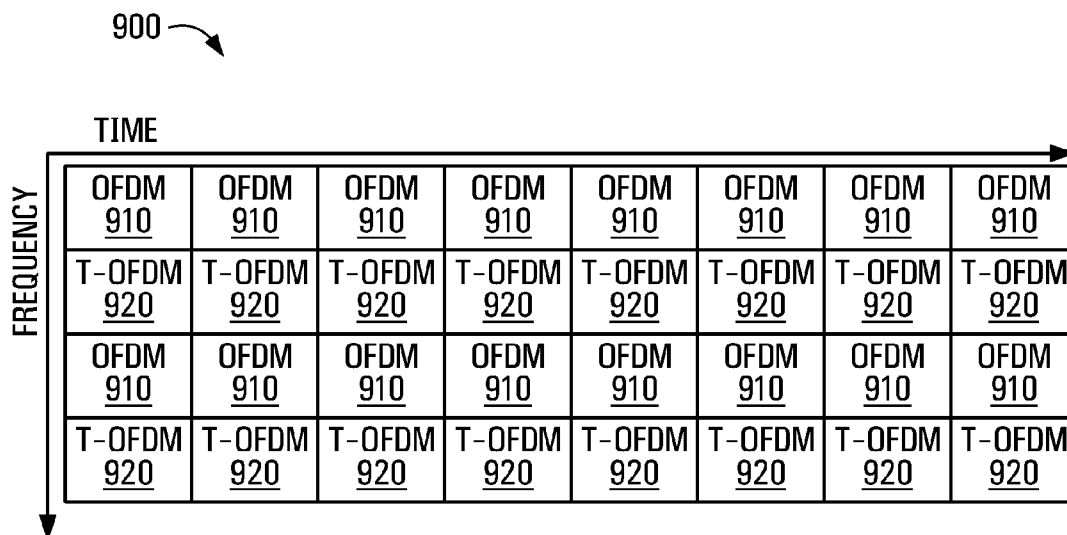 900
TIME
FREQUENCY
OFDM OFDM OFDM OFDM OFDM OFDM OFDM OFDM
910 910 910 910 910 910 910 910
T-OFDM T-OFDM T-OFDM T-OFDM T-OFDM T-OFDM T-OFDM T-OFDM
920 920 920 920 920 920 920 920
OFDM OFDM OFDM OFDM OFDM OFDM OFDM OFDM
910 910 910 910 910 910 910 910
T-OFDM T-OFDM T-OFDM T-OFDM T-OFDM T-OFDM T-OFDM T-OFDM
920 920 920 920 920 920 920 920